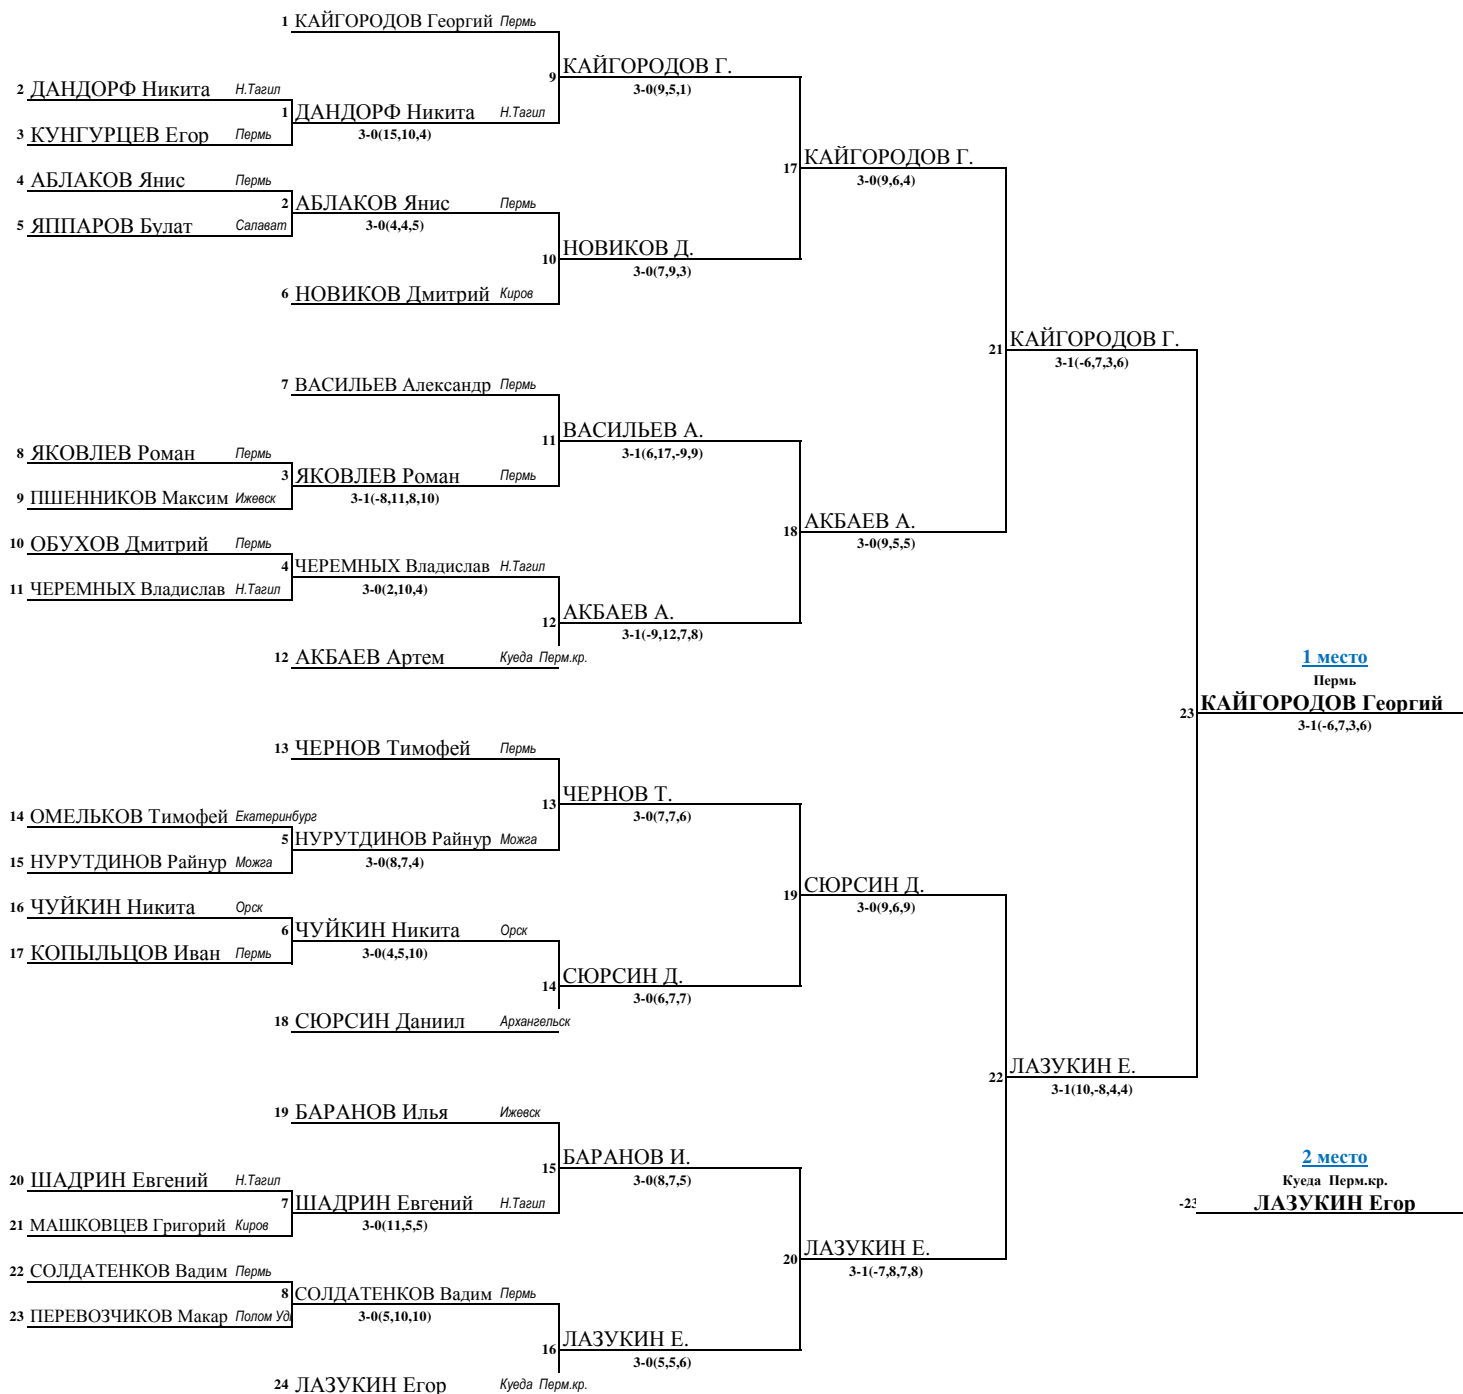 1 КАЙГОРОДОВ Георгий Пермь
9 КАЙГОРОДОВ Г.
3-0(9,5,1)
2 ДАНДОРФ Никита Н.Тагил
1 ДАНДОРФ Никита Н.Тагил
3-0(15,10,4)
3 КУНГУРЦЕВ Егор Пермь
17 КАЙГОРОДОВ Г.
3-0(9,6,4)
4 АБЛАКОВ Янис Пермь
2 АБЛАКОВ Янис Пермь
3-0(4,4,5)
5 ЯППАРОВ Булат Салават
10 НОВИКОВ Д.
3-0(7,9,3)
6 НОВИКОВ Дмитрий Киров
21 КАЙГОРОДОВ Г.
3-1(-6,7,3,6)
7 ВАСИЛЬЕВ Александр Пермь
11 ВАСИЛЬЕВ А.
3-1(6,17,-9,9)
8 ЯКОВЛЕВ Роман Пермь
3 ЯКОВЛЕВ Роман Пермь
3-1(-8,11,8,10)
9 ПШЕННИКОВ Максим Ижевск
18 АКБАЕВ А.
3-0(9,5,5)
10 ОБУХОВ Дмитрий Пермь
4 ЧЕРЕМНЫХ Владислав Н.Тагил
3-0(2,10,4)
11 ЧЕРЕМНЫХ Владислав Н.Тагил
12 АКБАЕВ А.
3-1(-9,12,7,8)
12 АКБАЕВ Артем Куеда Перм.кр.
1 место
Пермь
23 КАЙГОРОДОВ Георгий
3-1(-6,7,3,6)
13 ЧЕРНОВ Тимофей Пермь
13 ЧЕРНОВ Т.
3-0(7,7,6)
14 ОМЕЛЬКОВ Тимофей Екатеринбург
5 НУРУТДИНОВ Райнур Можга
3-0(8,7,4)
15 НУРУТДИНОВ Райнур Можга
19 СЮРСИН Д.
3-0(9,6,9)
16 ЧУЙКИН Никита Орск
6 ЧУЙКИН Никита Орск
3-0(4,5,10)
17 КОПЫЛЬЦОВ Иван Пермь
14 СЮРСИН Д.
3-0(6,7,7)
18 СЮРСИН Даниил Архангельск
22 ЛАЗУКИН Е.
3-1(10,-8,4,4)
19 БАРАНОВ Илья Ижевск
15 БАРАНОВ И.
3-0(8,7,5)
2 место
Куеда Перм.кр.
-23 ЛАЗУКИН Егор
20 ШАДРИН Евгений Н.Тагил
7 ШАДРИН Евгений Н.Тагил
3-0(11,5,5)
21 МАШКОВЦЕВ Григорий Киров
20 ЛАЗУКИН Е.
3-1(-7,8,7,8)
22 СОЛДАТЕНКОВ Вадим Пермь
8 СОЛДАТЕНКОВ Вадим Пермь
3-0(5,10,10)
23 ПЕРЕВОЗЧИКОВ Макар Полом Уд
16 ЛАЗУКИН Е.
3-0(5,5,6)
24 ЛАЗУКИН Егор Куеда Перм.кр.